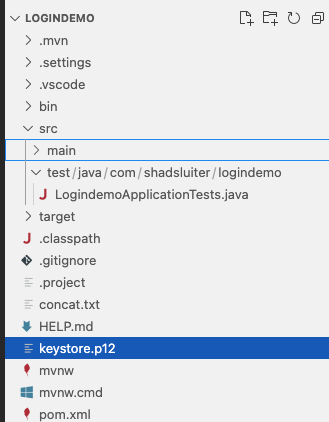 LOGINDEMO
.mvn
.settings
.vscode
bin
src
main
test/java/com/shadsluiter/logindemo
J LogindemoApplicationTests.java
target
J .classpath
.gitignore
.project
concat.txt
HELP.md
keystore.p12
mvnw
mvnw.cmd
pom.xml